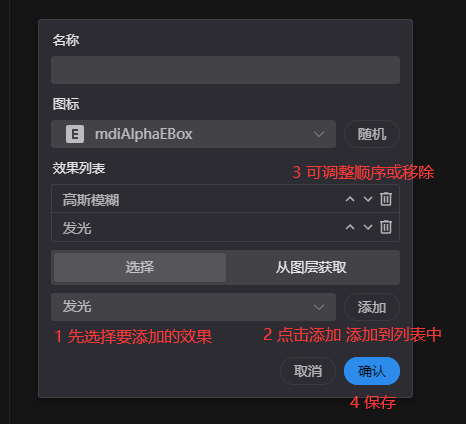 名称
图标
E mdiAlphaEBox 随机
效果列表
3 可调整顺序或移除
高斯模糊
发光
选择 从图层获取
发光 添加
1 先选择要添加的效果 2 点击添加 添加到列表中
取消 确认
4 保存